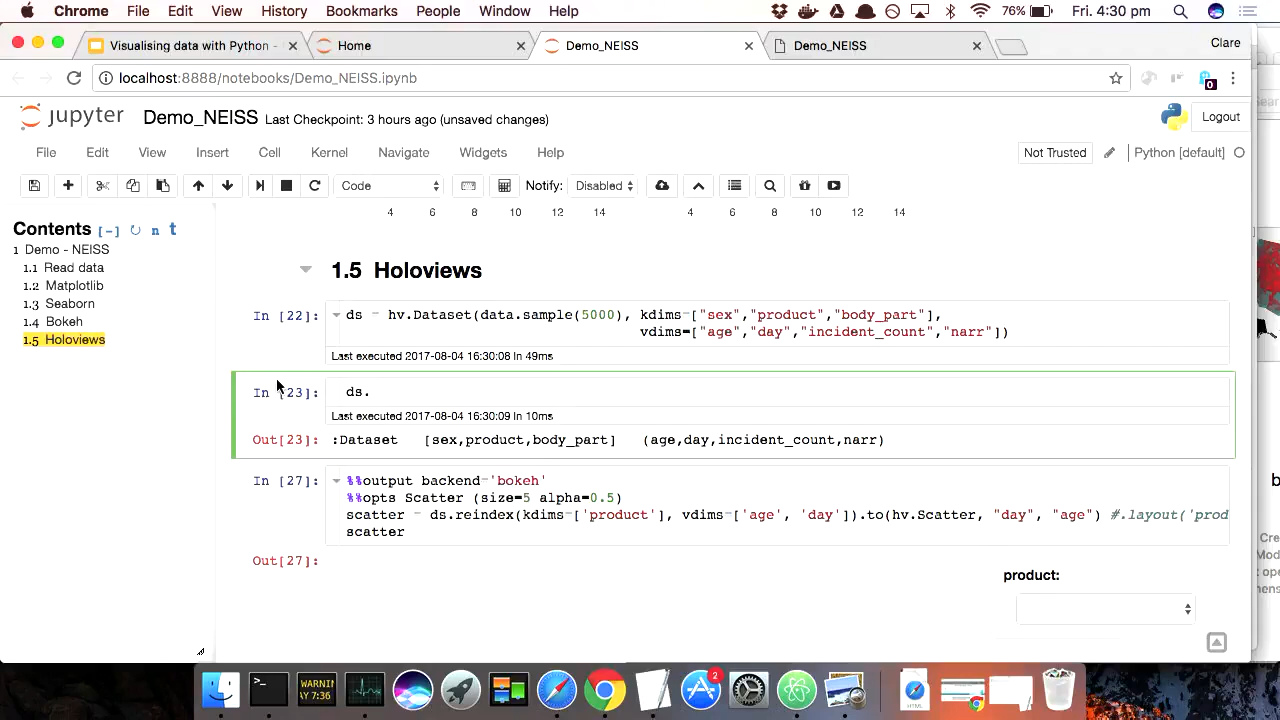 Chrome File Edit View History Bookmarks People Window Help 76% Fri. 4:30 pm
Visualising data with Python - Home Demo_NEISS Demo_NEISS Clare
localhost:8888/notebooks/Demo_NEISS.ipynb 0
jupyter Demo_NEISS Last Checkpoint: 3 hours ago (unsaved changes) Logout
File Edit View Insert Cell Kernel Navigate Widgets Help Not Trusted Python [default]
Code Notify: Disabled
4 6 8 10 12 14 4 6 8 10 12 14
Contents [-] n t
1 Demo - NEISS
1.1 Read data
1.2 Matplotlib
1.3 Seaborn
1.4 Bokeh
1.5 Holoviews
1.5 Holoviews
In [22]: ds = hv.Dataset(data.sample(5000), kdims=["sex","product","body_part"],
vdims=["age","day","incident_count","narr"])
Last executed 2017-08-04 16:30:08 in 49ms
In [23]: ds.
Last executed 2017-08-04 16:30:09 in 10ms
Out[23]: :Dataset [sex,product,body_part] (age,day,incident_count,narr)
In [27]: %%output backend='bokeh'
%%opts Scatter (size=5 alpha=0.5)
scatter = ds.reindex(kdims=['product'], vdims=['age', 'day']).to(hv.Scatter, "day", "age") #.layout('prod
scatter
Out[27]:
product:
WARNIN
7:36
2
HTML